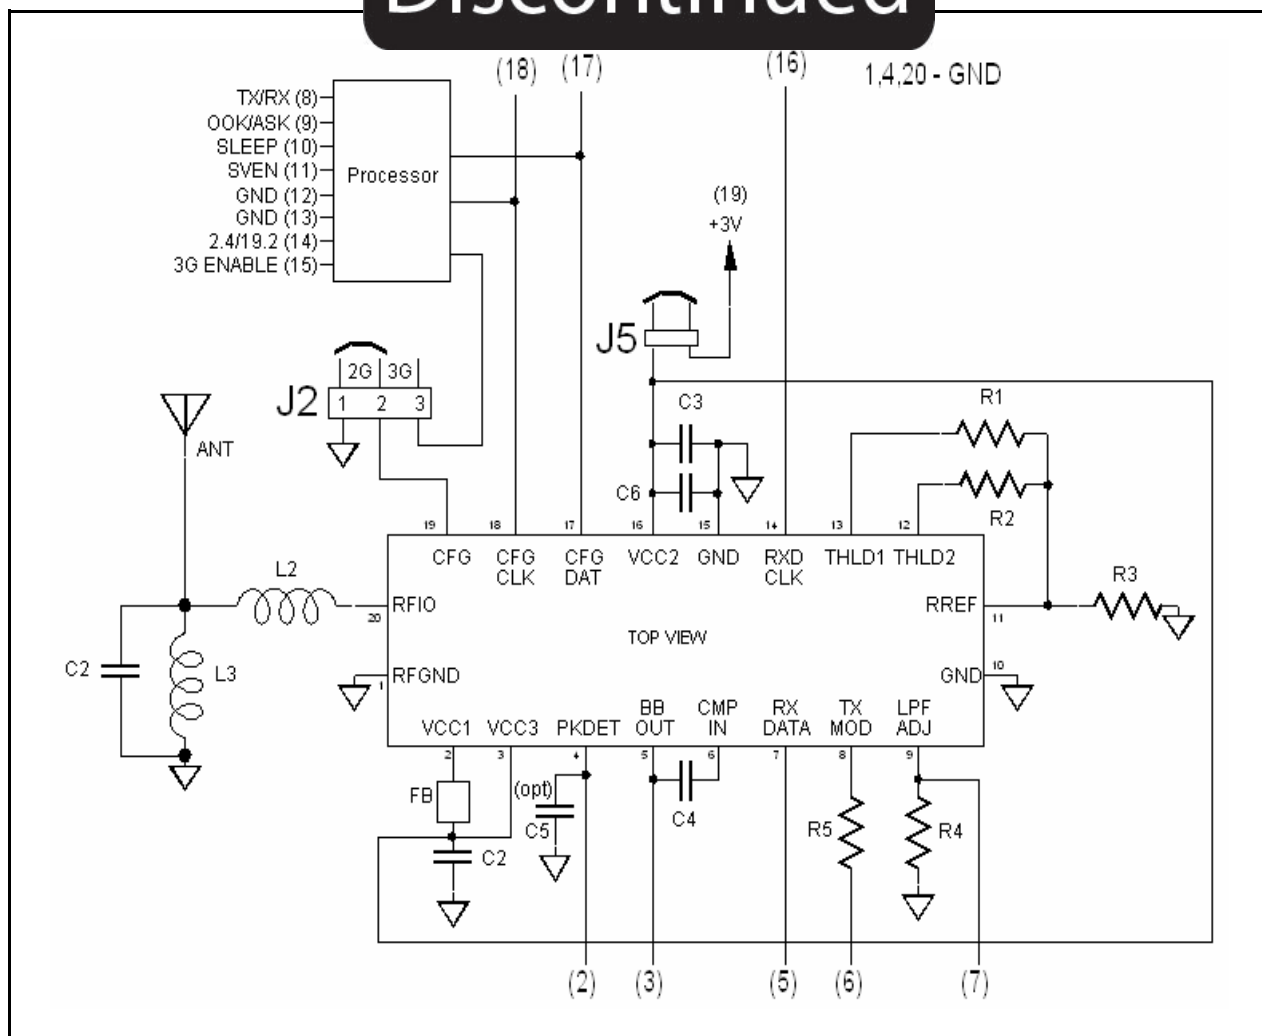 Discontinued
(18) (17) (16) 1,4,20 - GND
TX/RX (8)
OOK/ASK (9)
SLEEP (10)
SVEN (11)
GND (12)
GND (13)
2.4/19.2 (14)
3G ENABLE (15)
Processor
(19)
+3V
J5
J2
2G 3G
1 2 3
ANT
C3
C6
R1
R2
R3
19 18 17 16 15 14 13 12
CFG
CFG
CLK
CFG
DAT
VCC2
GND
RXD
CLK
THLD1
THLD2
L2
20
RFIO
RREF
11
TOP VIEW
C2
L3
1
RFGND
GND
10
VCC1
VCC3
PKDET
BB
OUT
CMP
IN
RX
DATA
TX
MOD
LPF
ADJ
2 3 4 5 6 7 8 9
FB
(opt)
C5
C2
C4
R5
R4
(2) (3) (5) (6) (7)